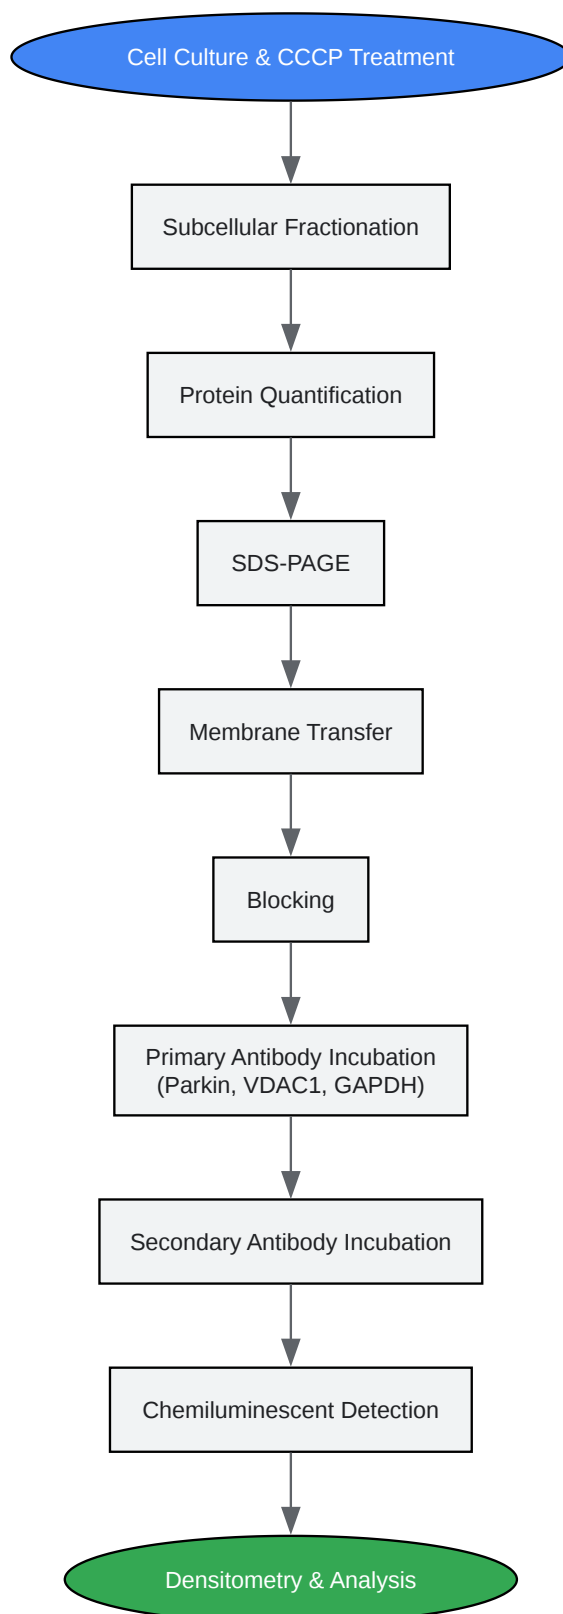 Cell Culture & CCCP Treatment
Subcellular Fractionation
Protein Quantification
SDS-PAGE
Membrane Transfer
Blocking
Primary Antibody Incubation
(Parkin, VDAC1, GAPDH)
Secondary Antibody Incubation
Chemiluminescent Detection
Densitometry & Analysis